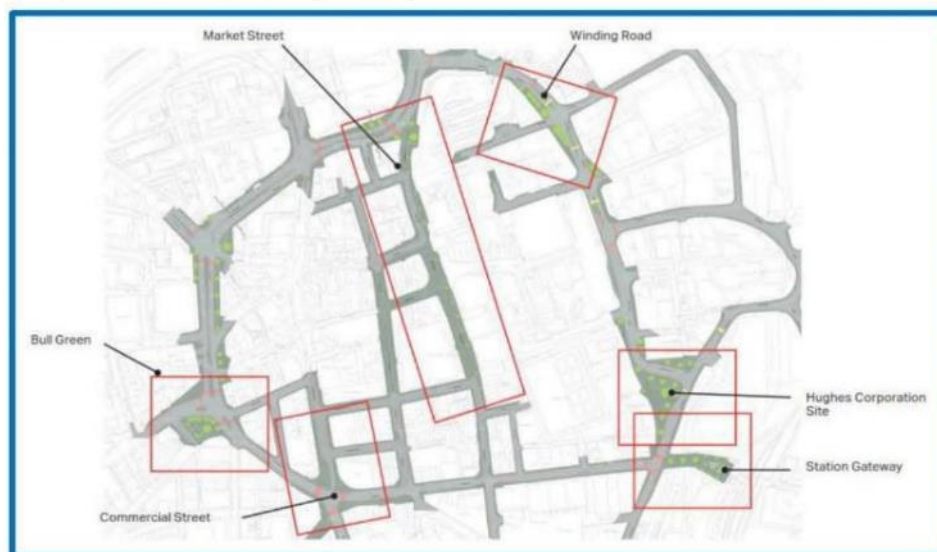 Market Street
Winding Road
Bull Green
Hughes Corporation
Site
Station Gateway
Commercial Street